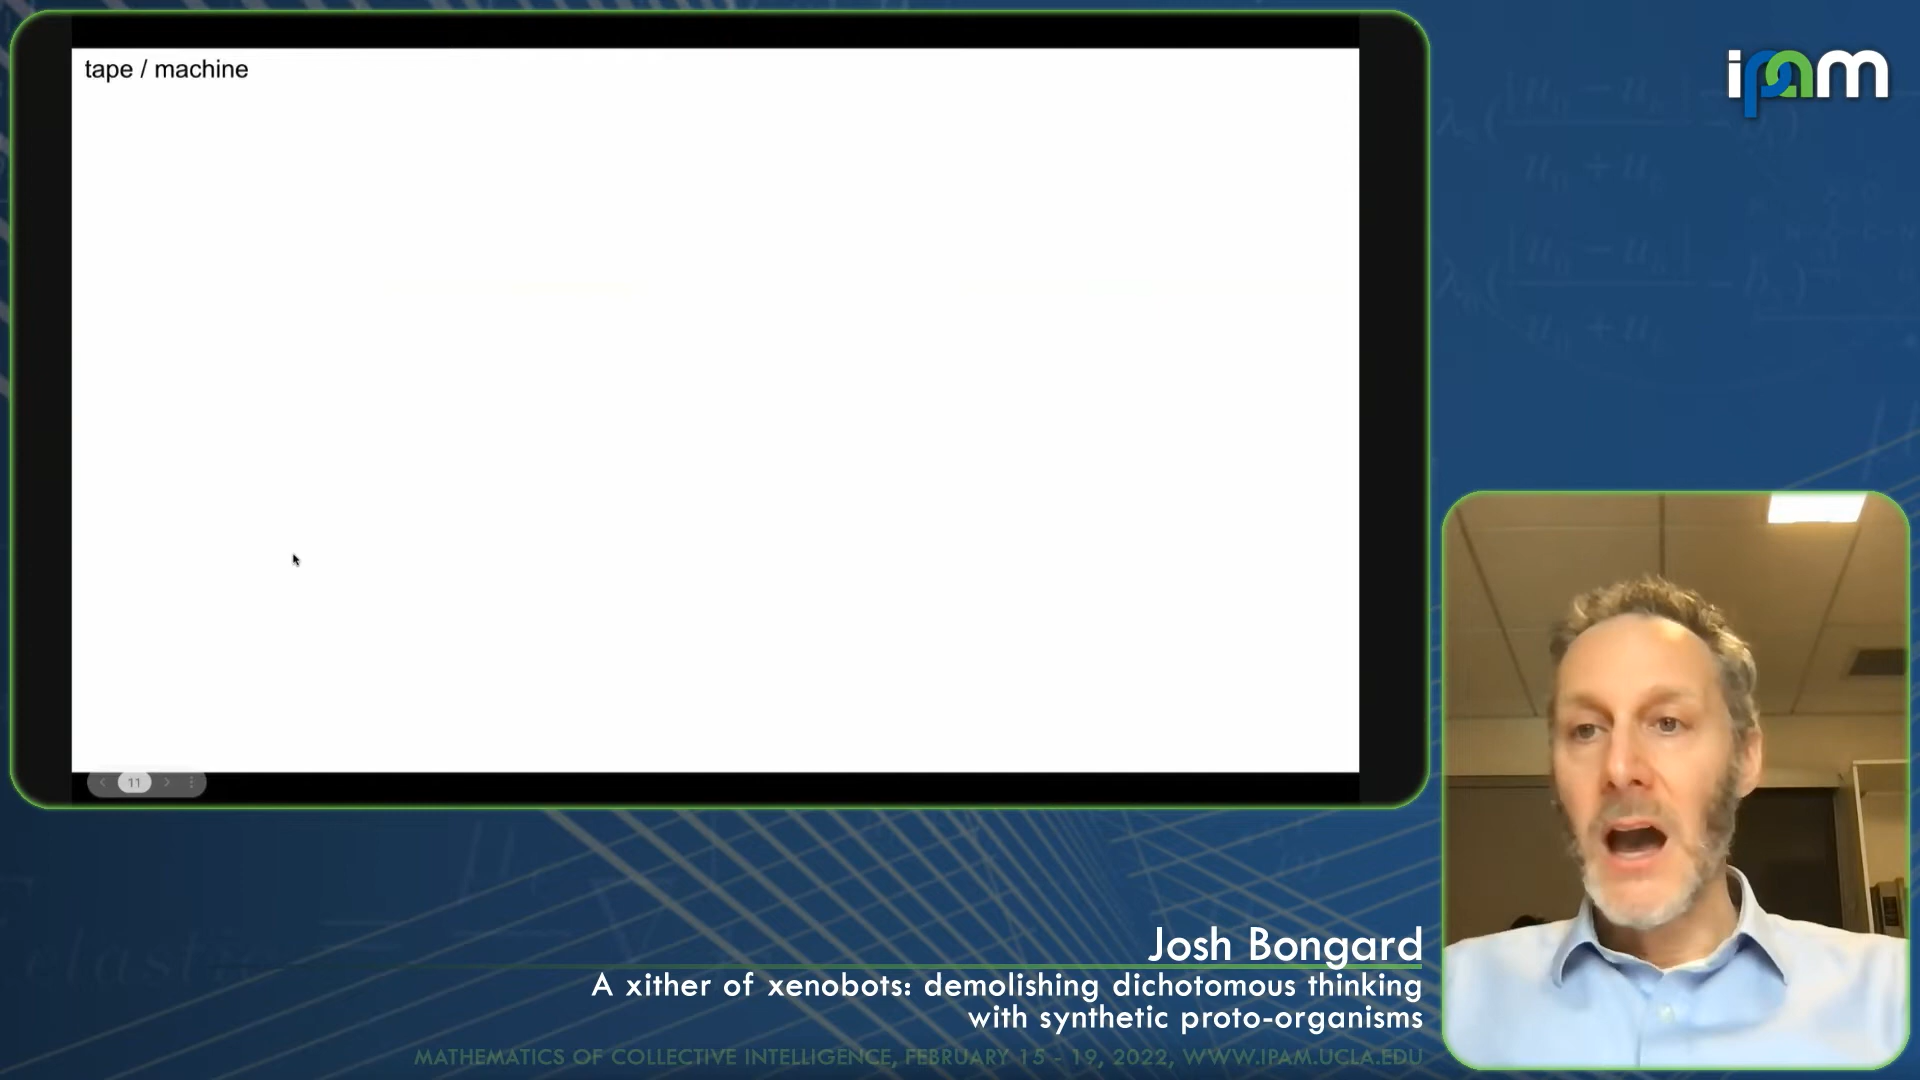 tape / machine
ipam
11
Josh Bongard
A xither of xenobots: demolishing dichotomous thinking
with synthetic proto-organisms
MATHEMATICS OF COLLECTIVE INTELLIGENCE, FEBRUARY 15 - 19, 2022, WWW.IPAM.UCLA.EDU